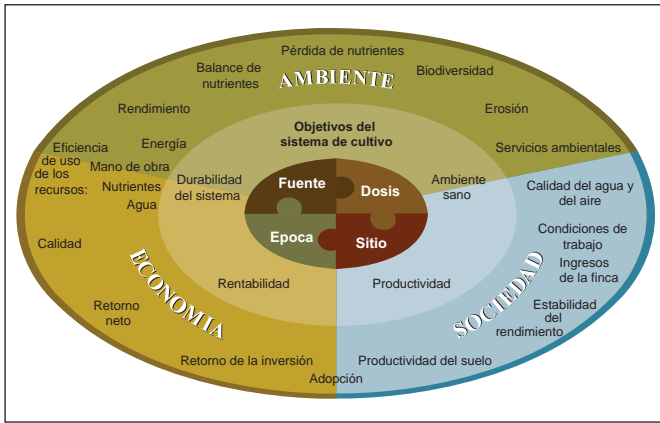 Pérdida de nutrientes
Balance de
nutrientes
AMBIENTE
Biodiversidad
Rendimiento
Erosión
Objetivos del
sistema de cultivo
Energía
Servicios ambientales
Eficiencia
de uso
de los
recursos:
Mano de obra
Nutrientes
Agua
Durabilidad
del sistema
Fuente
Dosis
Ambiente
sano
Calidad del agua y
del aire
Epoca
Sitio
Condiciones de
trabajo
Calidad
Ingresos
de la finca
Rentabilidad
Productividad
ECONOMIA
SOCIEDAD
Retorno
neto
Estabilidad
del
rendimiento
Retorno de la inversión
Productividad del suelo
Adopción